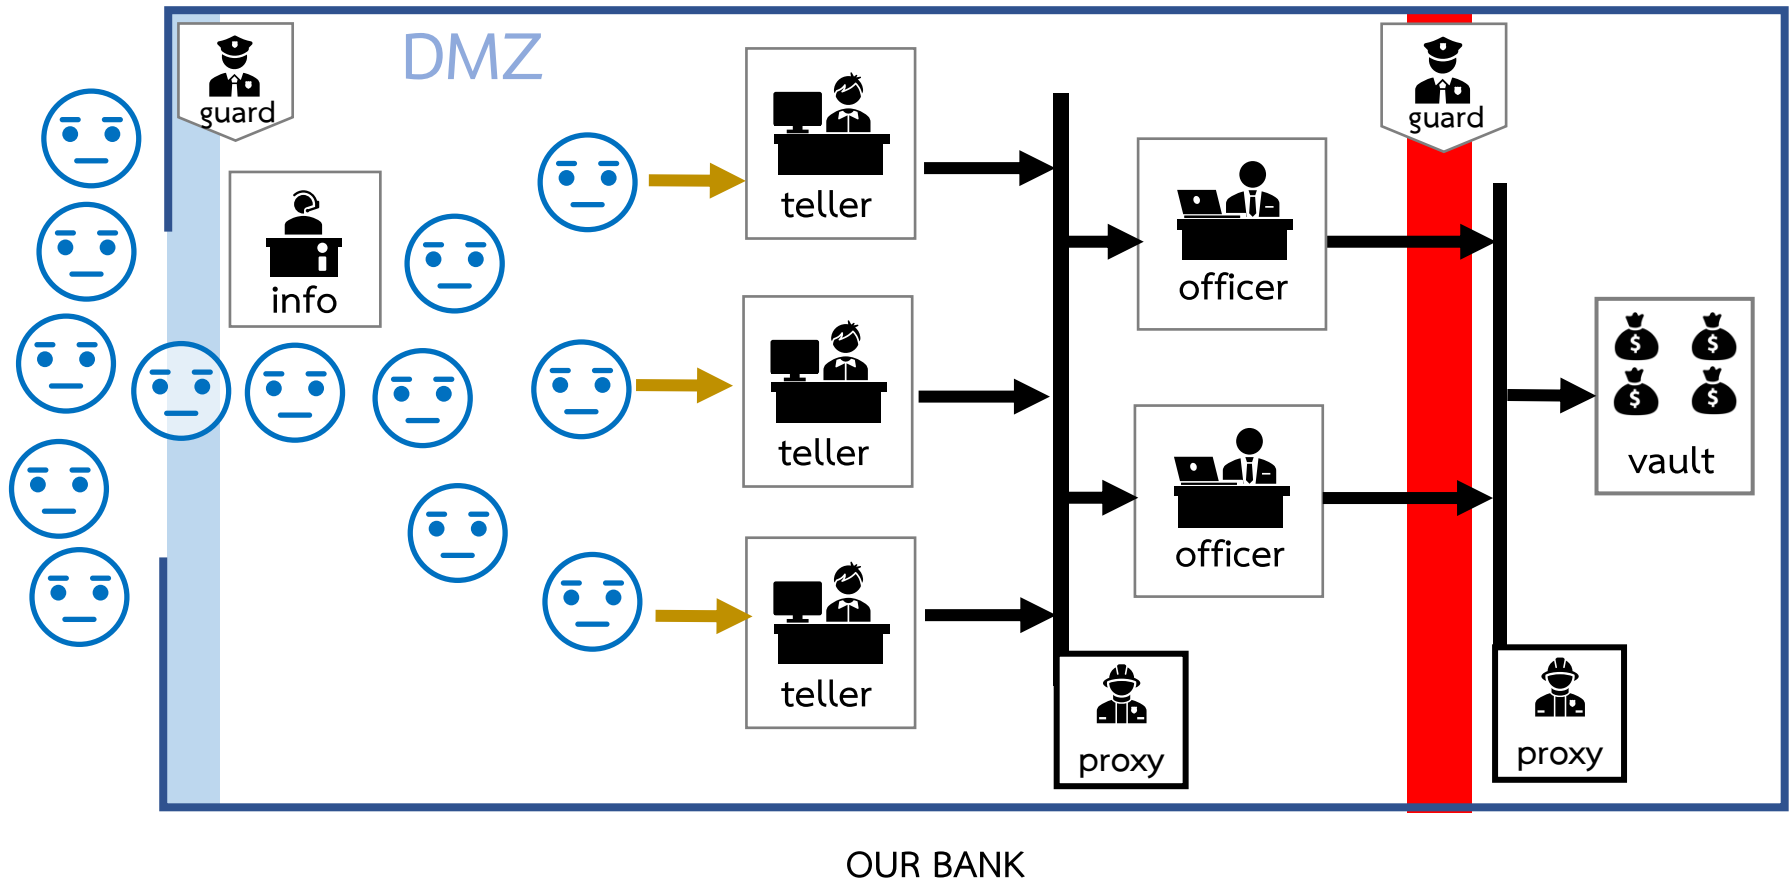 DMZ
guard
guard
info
teller
teller
teller
officer
officer
proxy
proxy
$
$
$
$
vault
OUR BANK